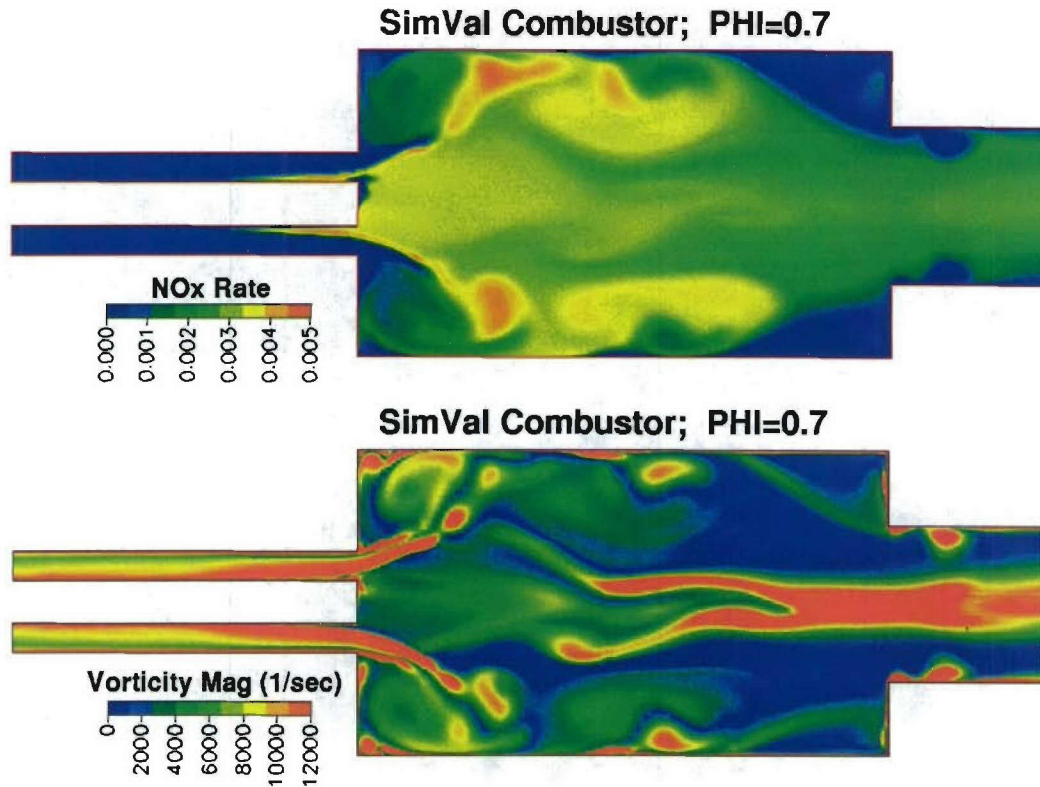 SimVal Combustor; PHI=0.7
NOx Rate
0.000 0.001 0.002 0.003 0.004 0.005
SimVal Combustor; PHI=0.7
Vorticity Mag (1/sec)
0 2000 4000 6000 8000 10000 12000